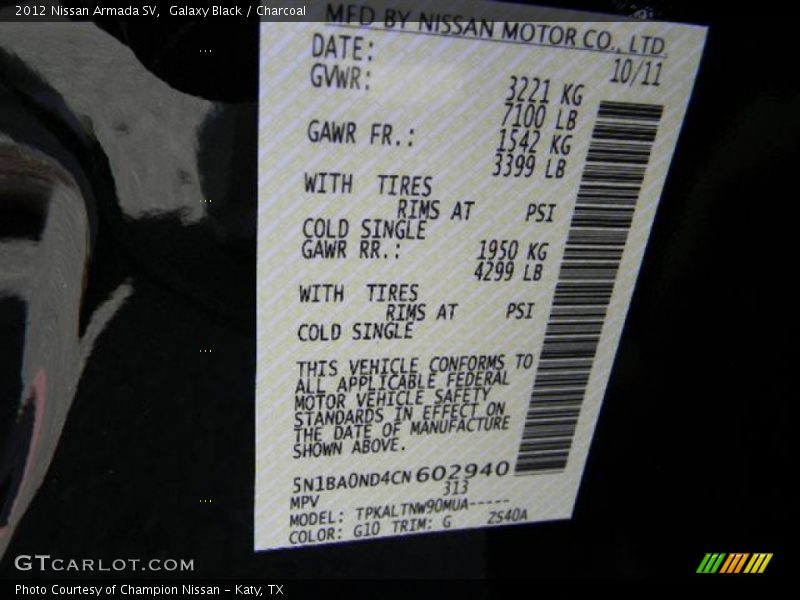 2012 Nissan Armada SV,  Galaxy Black / Charcoal
MFD BY NISSAN MOTOR CO., LTD
DATE: 10/11
GVWR: 3221 KG
7100 LB
GAWR FR.: 1542 KG
3399 LB
WITH TIRES
RIMS AT PSI
COLD SINGLE
GAWR RR.: 1950 KG
4299 LB
WITH TIRES
RIMS AT PSI
COLD SINGLE
THIS VEHICLE CONFORMS TO
ALL APPLICABLE FEDERAL
MOTOR VEHICLE SAFETY
STANDARDS IN EFFECT ON
THE DATE OF MANUFACTURE
SHOWN ABOVE.
5N1BA0ND4CN602940
MPV 313
MODEL: TPKALTNW90MUA-----
COLOR: G10 TRIM: G ZS40A
GTCARLOT.COM
Photo Courtesy of Champion Nissan - Katy, TX